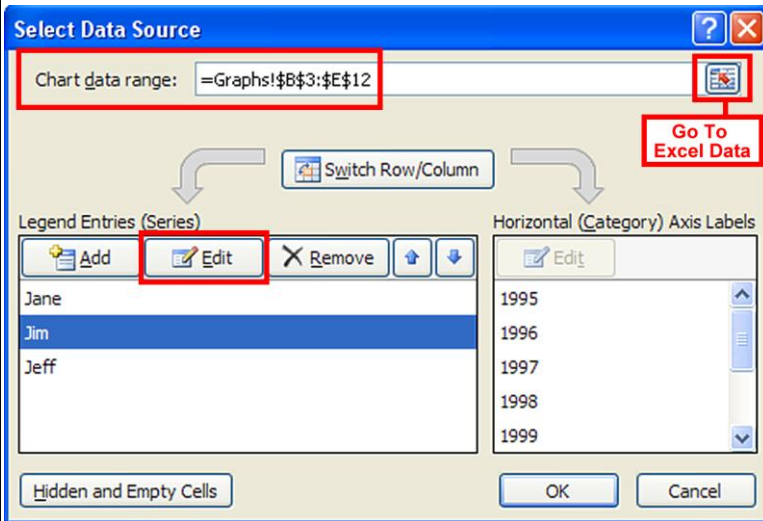 Select Data Source
Chart data range: =Graphs!$B$3:$E$12
Go To
Excel Data
Switch Row/Column
Legend Entries (Series)
Add Edit Remove
Jane
Jim
Jeff
Horizontal (Category) Axis Labels
Edit
1995
1996
1997
1998
1999
Hidden and Empty Cells
OK Cancel